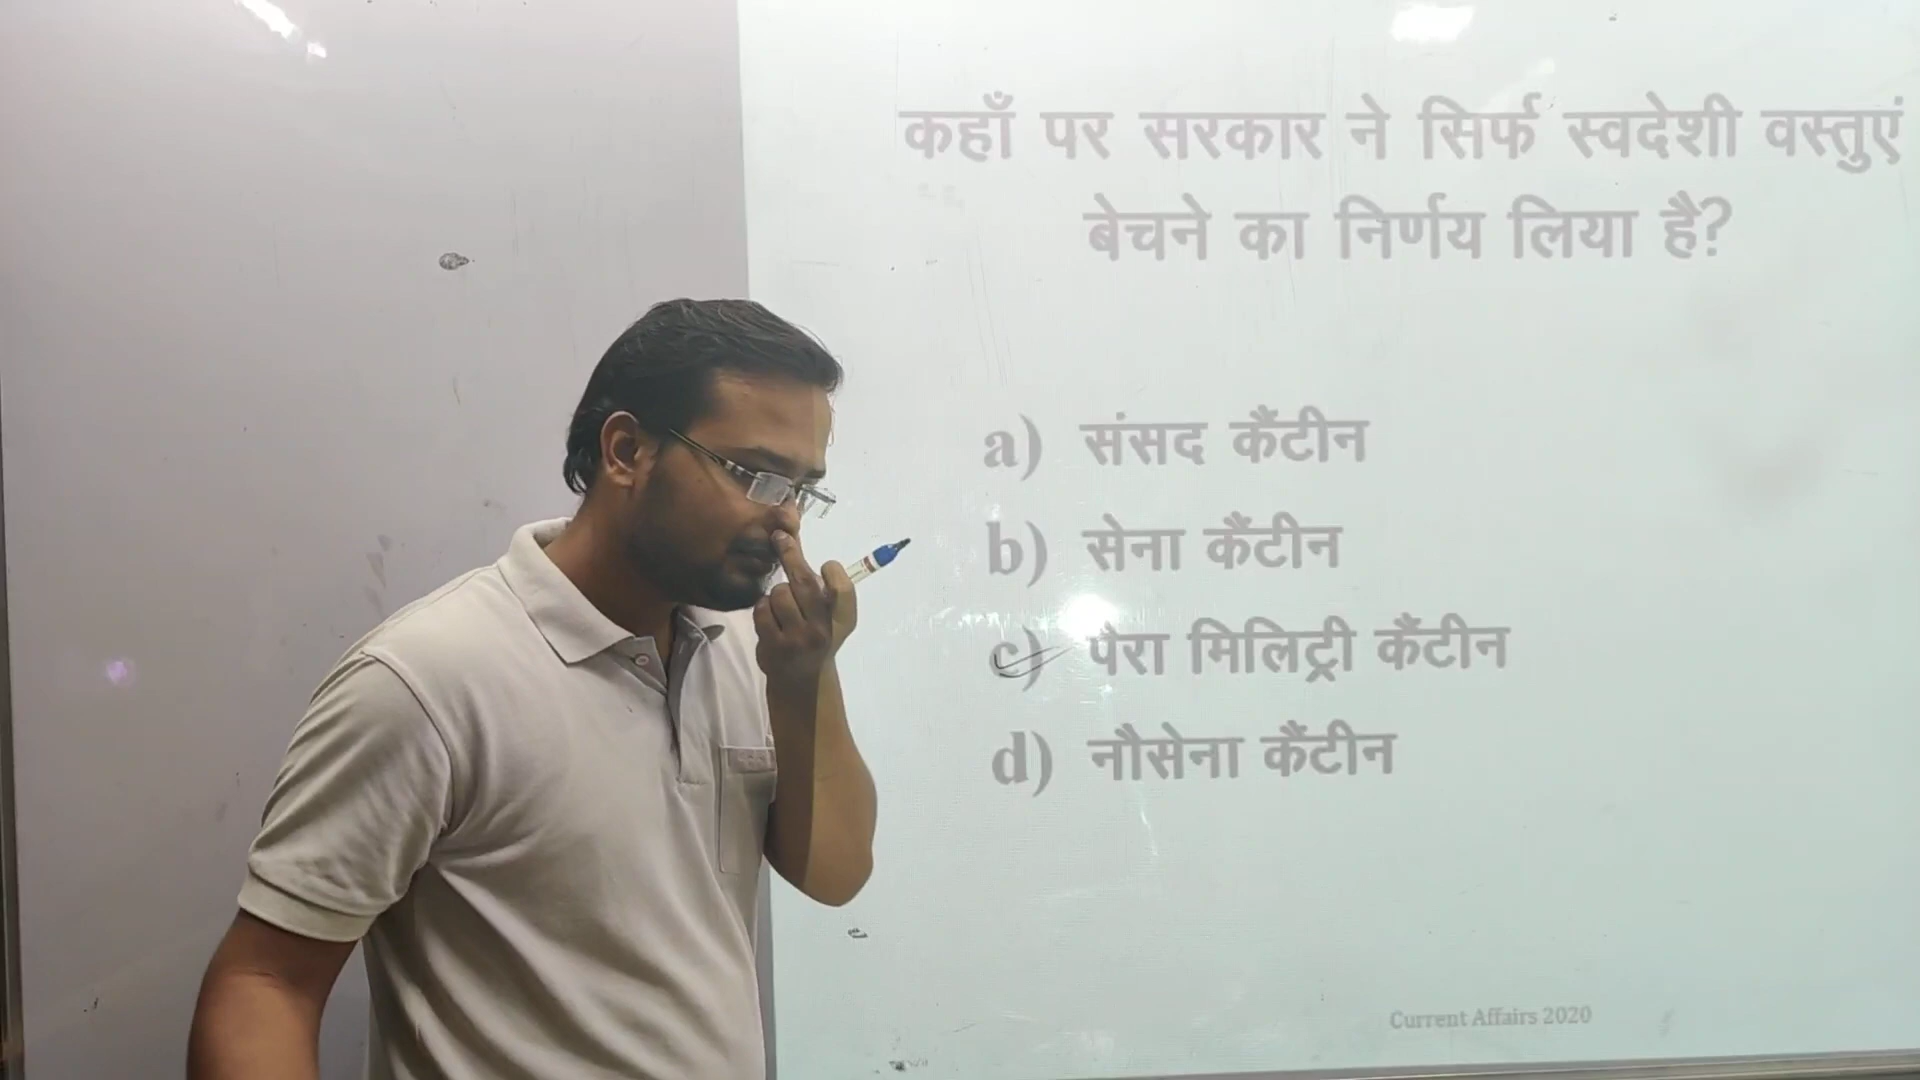 कहाँ पर सरकार ने सिर्फ स्वदेशी वस्तुएं
बेचने का निर्णय लिया है?
a) संसद कैंटीन
b) सेना कैंटीन
c) पैरा मिलिट्री कैंटीन
d) नौसेना कैंटीन
Current Affairs 2020